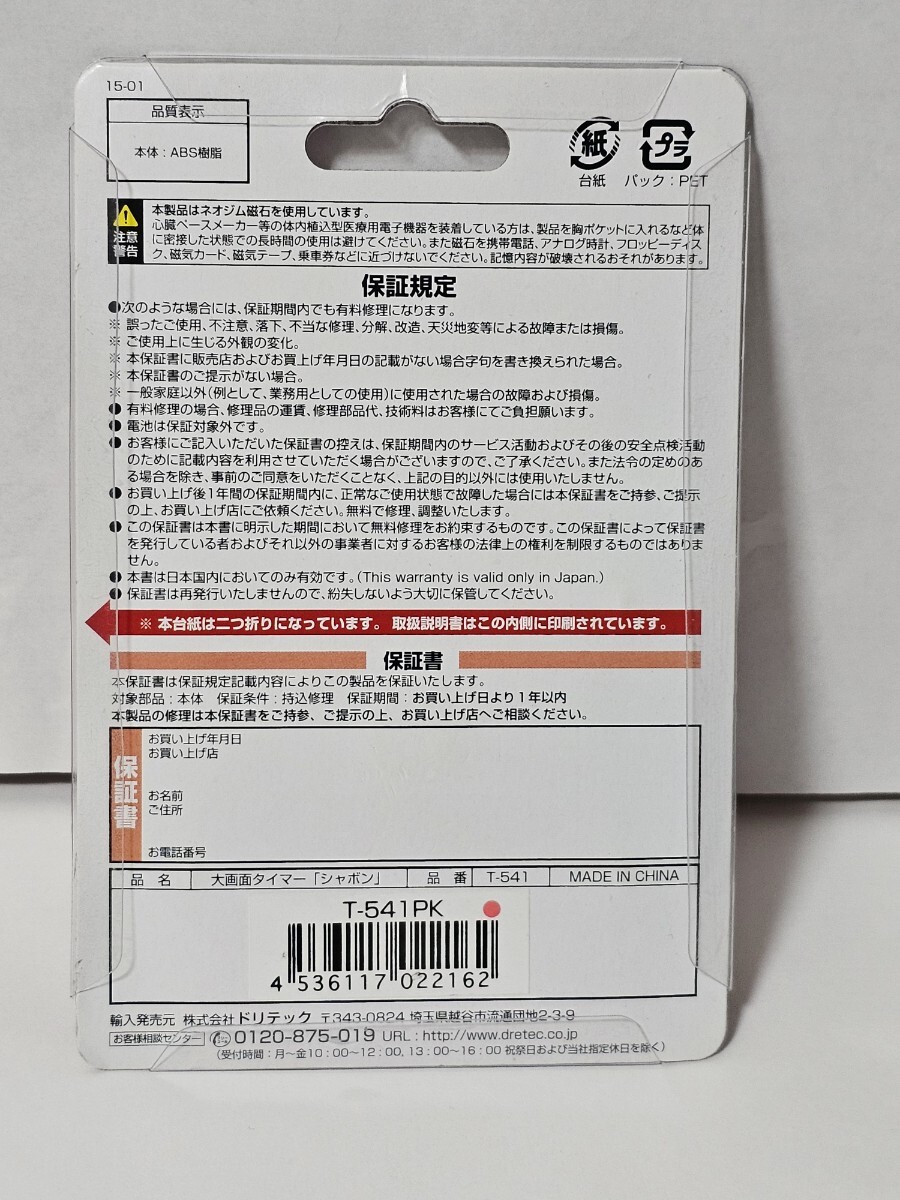 15-01
品質表示
本体：ABS樹脂
紙
プラ
台紙 パック：PET
注意
警告
本製品はネオジム磁石を使用しています。
心臓ペースメーカー等の体内植込型医療用電子機器を装着している方は、製品を胸ポケットに入れるなど体
に密接した状態での長時間の使用は避けてください。また磁石を携帯電話、アナログ時計、フロッピーディス
ク、磁気カード、磁気テープ、乗車券などに近づけないでください。記憶内容が破壊されるおそれがあります。
保証規定
●次のような場合には、保証期間内でも有料修理になります。
※ 誤ったご使用、不注意、落下、不当な修理、分解、改造、天災地変等による故障または損傷。
※ ご使用上に生じる外観の変化。
※ 本保証書に販売店およびお買上げ年月日の記載がない場合字句を書き換えられた場合。
※ 本保証書のご提示がない場合。
※ 一般家庭以外(例として、業務用としての使用)に使用された場合の故障および損傷。
● 有料修理の場合、修理品の運賃、修理部品代、技術料はお客様にてご負担願います。
● 電池は保証対象外です。
● お客様にご記入いただいた保証書の控えは、保証期間内のサービス活動およびその後の安全点検活動
のために記載内容を利用させていただく場合がございますので、ご了承ください。また法令の定めのあ
る場合を除き、事前のご同意をいただくことなく、上記の目的以外には使用いたしません。
● お買い上げ後1年間の保証期間内に、正常なご使用状態で故障した場合には本保証書をご持参、ご提示
の上、お買い上げ店にご依頼ください。無料で修理、調整いたします。
● この保証書は本書に明示した期間において無料修理をお約束するものです。この保証書によって保証書
を発行している者およびそれ以外の事業者に対するお客様の法律上の権利を制限するものではありま
せん。
● 本書は日本国内においてのみ有効です。(This warranty is valid only in Japan.)
● 保証書は再発行いたしませんので、紛失しないよう大切に保管してください。
※ 本台紙は二つ折りになっています。 取扱説明書はこの内側に印刷されています。
保証書
本保証書は保証規定記載内容によりこの製品を保証いたします。
対象部品：本体 保証条件：持込修理 保証期間：お買い上げ日より1年以内
本製品の修理は本保証書をご持参、ご提示の上、お買い上げ店へご相談ください。
保証書
お買い上げ年月日
お買い上げ店
お名前
ご住所
お電話番号
品 名 大画面タイマー「シャボン」 品 番 T-541 MADE IN CHINA
T-541PK
4 536117 022162
輸入発売元 株式会社 ドリテック 〒343-0824 埼玉県越谷市流通団地2-3-9
お客様相談センター 0120-875-019 URL：http://www.dretec.co.jp
(受付時間：月～金10：00～12：00, 13：00～16：00 祝祭日および当社指定休日を除く)